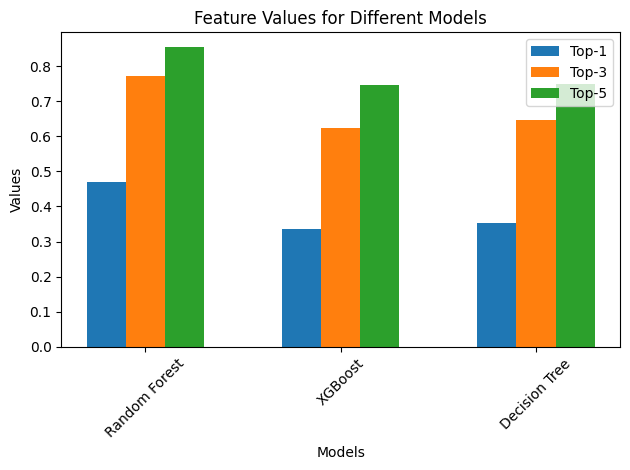 Feature Values for Different Models
Top-1
Top-3
Top-5
Values
0.8
0.7
0.6
0.5
0.4
0.3
0.2
0.1
0.0
Random Forest
XGBoost
Decision Tree
Models